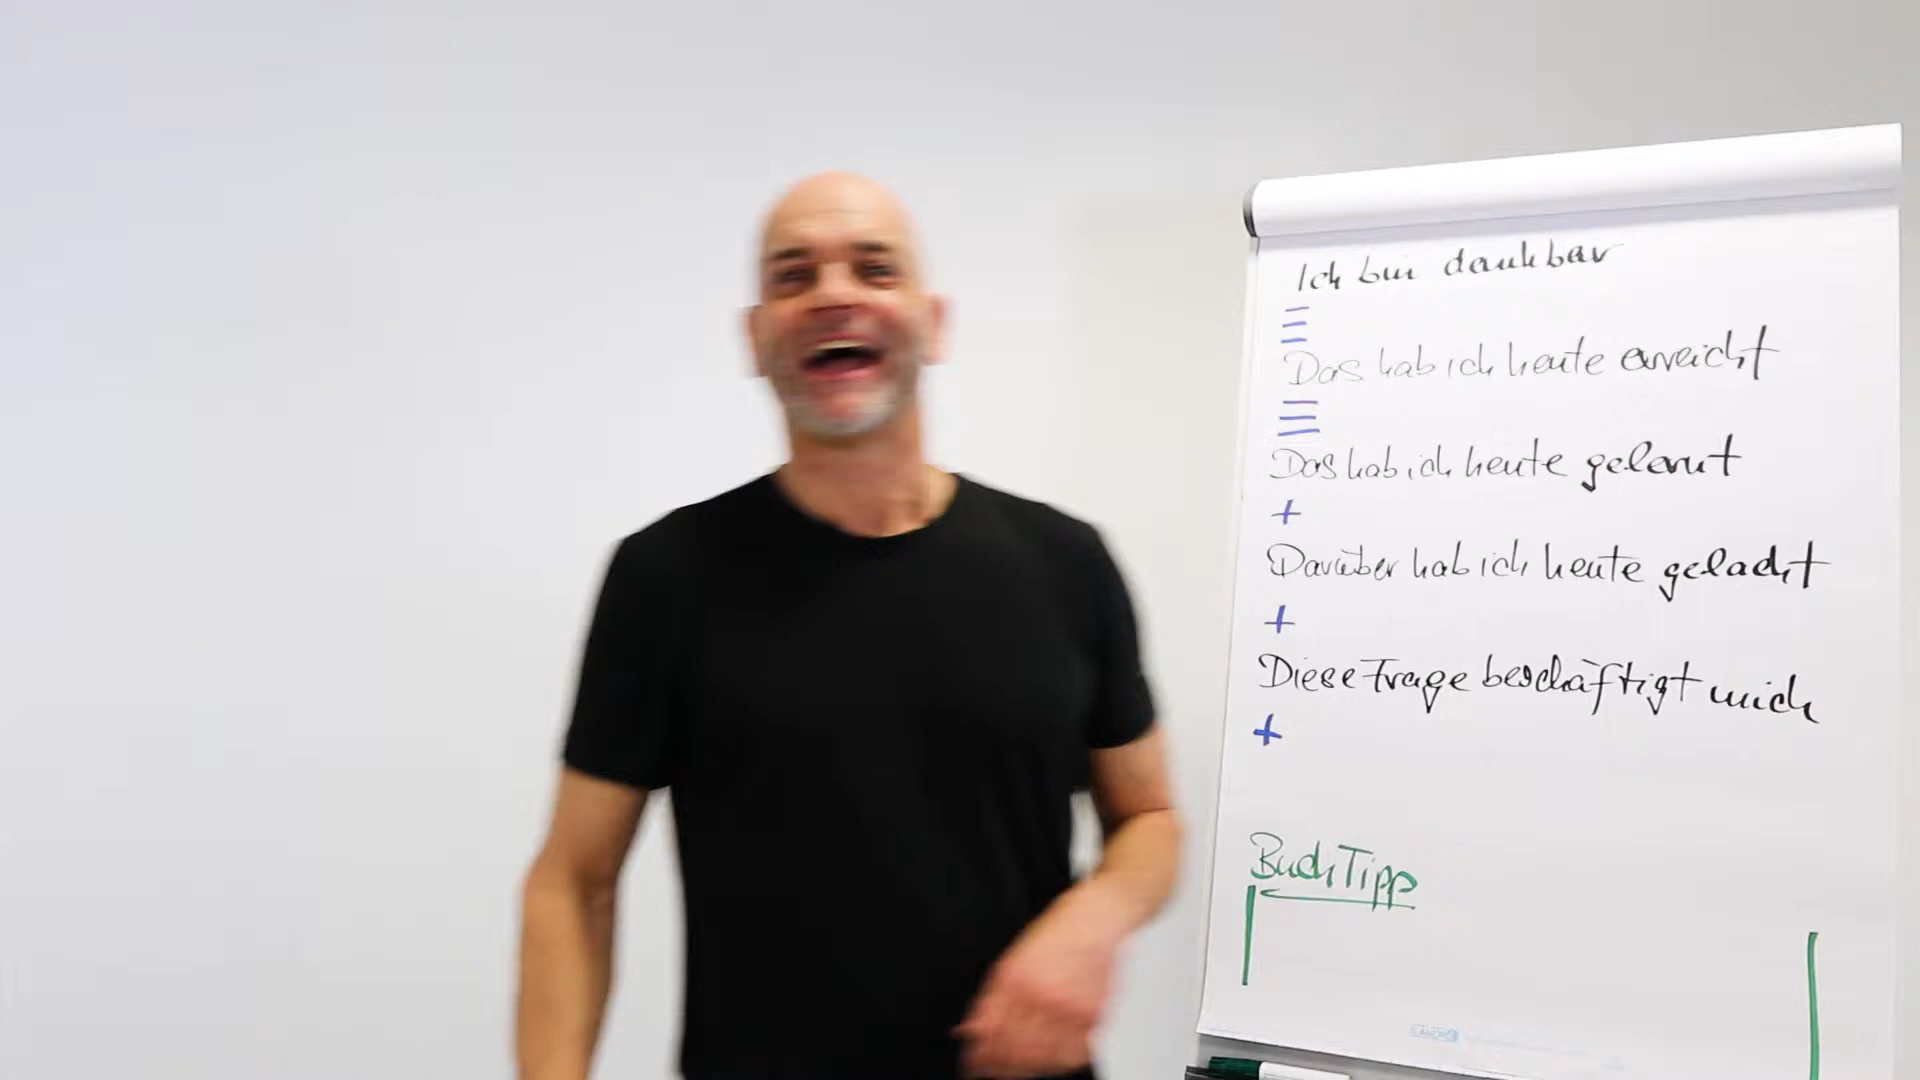 Ich bin dankbar
Das hab ich heute erreicht
Das hab ich heute gelernt
+
Darüber hab ich heute gelacht
+
Diese Frage beschäftigt mich
+
BuchTipp